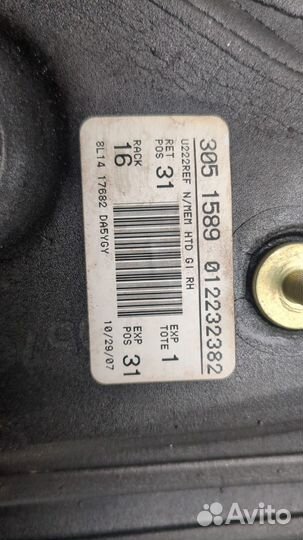 305 1589 012232382
U222REF N/MEM HTD GI RH
RET POS 31
EXP TOTE 1
RACK 16
EXP POS 31
8L14 17682 DA5YGY
10/29/07
Avito